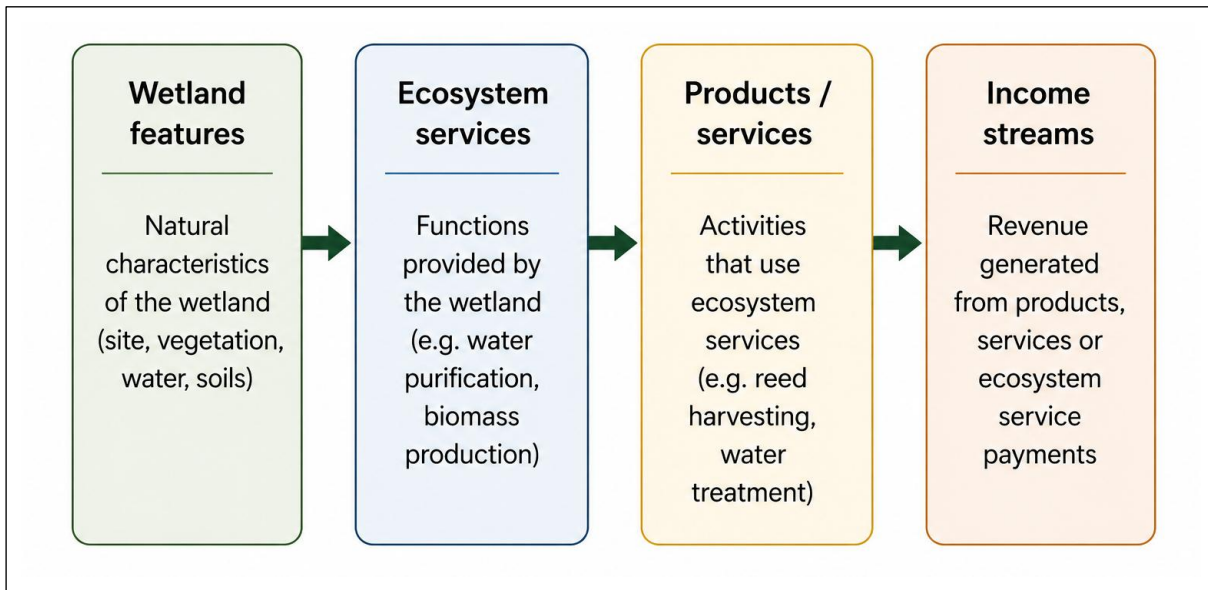 Wetland
features
Natural
characteristics
of the wetland
(site, vegetation,
water, soils)
Ecosystem
services
Functions
provided by
the wetland
(e.g. water
purification,
biomass
production)
Products /
services
Activities
that use
ecosystem
services
(e.g. reed
harvesting,
water
treatment)
Income
streams
Revenue
generated
from products,
services or
ecosystem
service
payments